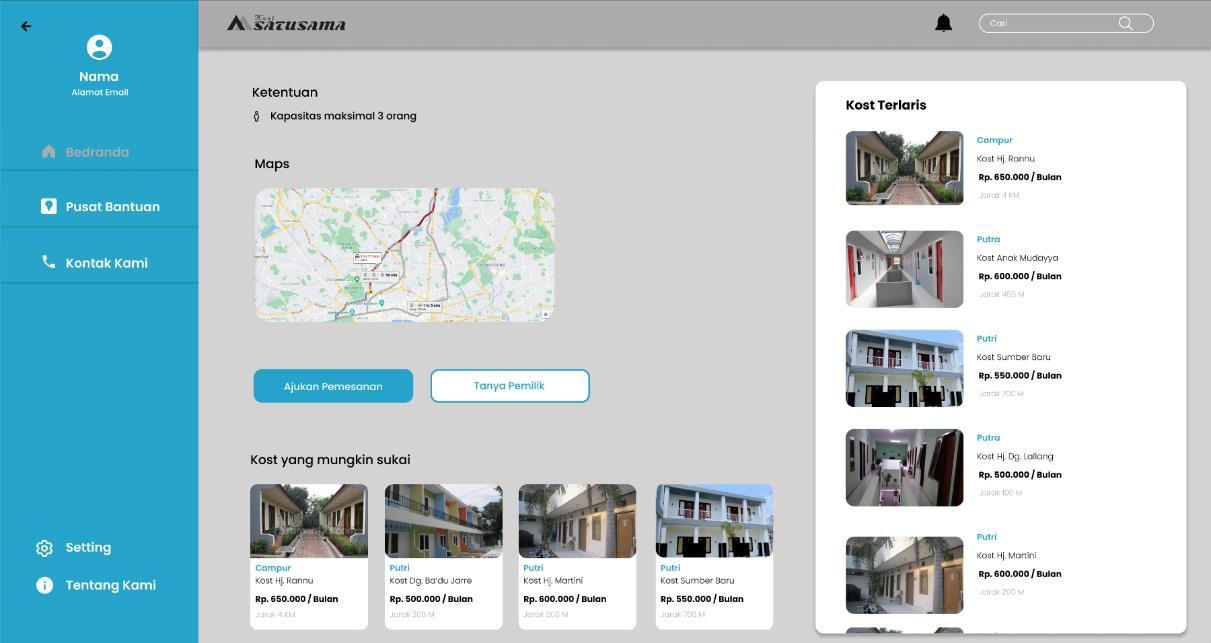 Nama
Alamat Email
Bedranda
Pusat Bantuan
Kontak Kami
Setting
Tentang Kami
Kost
SATUSAMA
Cari
Ketentuan
Kapasitas maksimal 3 orang
Maps
Ajukan Pemesanan
Tanya Pemilik
Kost yang mungkin sukai
Campur
Kost Hj. Rannu
Rp. 650.000 / Bulan
Jarak 4 KM
Putri
Kost Dg. Ba'du Jarre
Rp. 500.000 / Bulan
Jarak 200 M
Putri
Kost Hj. Martini
Rp. 600.000 / Bulan
Jarak 200 M
Putri
Kost Sumber Baru
Rp. 550.000 / Bulan
Jarak 700 M
Kost Terlaris
Campur
Kost Hj. Rannu
Rp. 650.000 / Bulan
Jarak 4 KM
Putra
Kost Anak Mudayya
Rp. 600.000 / Bulan
Jarak 450 M
Putri
Kost Sumber Baru
Rp. 550.000 / Bulan
Jarak 700 M
Putra
Kost Hj. Dg. Lallang
Rp. 500.000 / Bulan
Jarak 100 M
Putri
Kost Hj. Martini
Rp. 600.000 / Bulan
Jarak 200 M